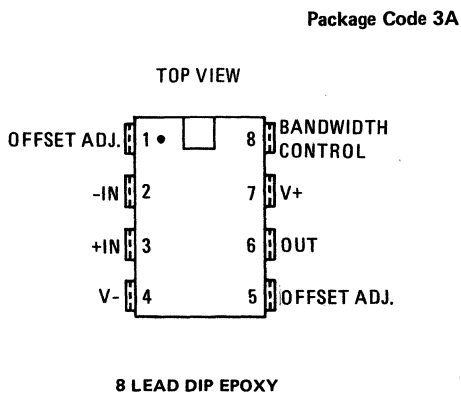 Package Code 3A
TOP VIEW
OFFSET ADJ. 1 8 BANDWIDTH CONTROL
-IN 2 7 V+
+IN 3 6 OUT
V- 4 5 OFFSET ADJ.
8 LEAD DIP EPOXY